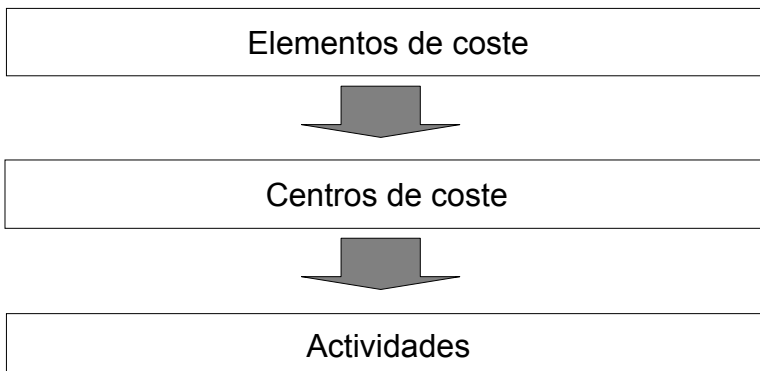 Elementos de coste
Centros de coste
Actividades